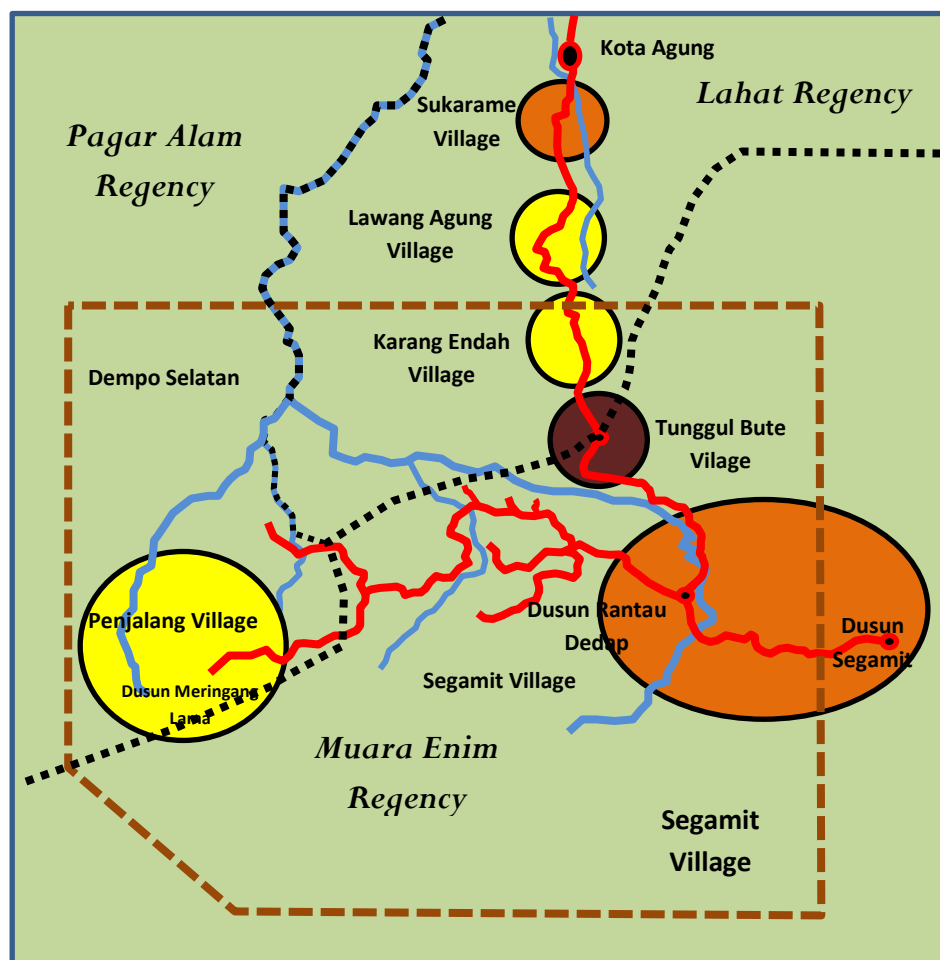 Kota Agung
Lahat Regency
Sukarame
Village
Pagar Alam
Regency
Lawang Agung
Village
Karang Endah
Village
Dempo Selatan
Tunggul Bute
Vilage
Penjalang Village
Dusun Rantau
Dedap
Dusun
Segamit
Dusun Meringang
Lama
Segamit Village
Muara Enim
Regency
Segamit
Village